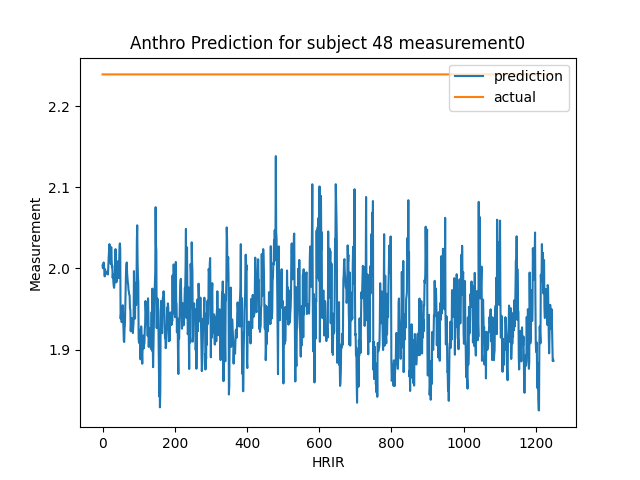 Anthro Prediction for subject 48 measurement0
prediction
actual
Measurement
2.2
2.1
2.0
1.9
0 200 400 600 800 1000 1200
HRIR